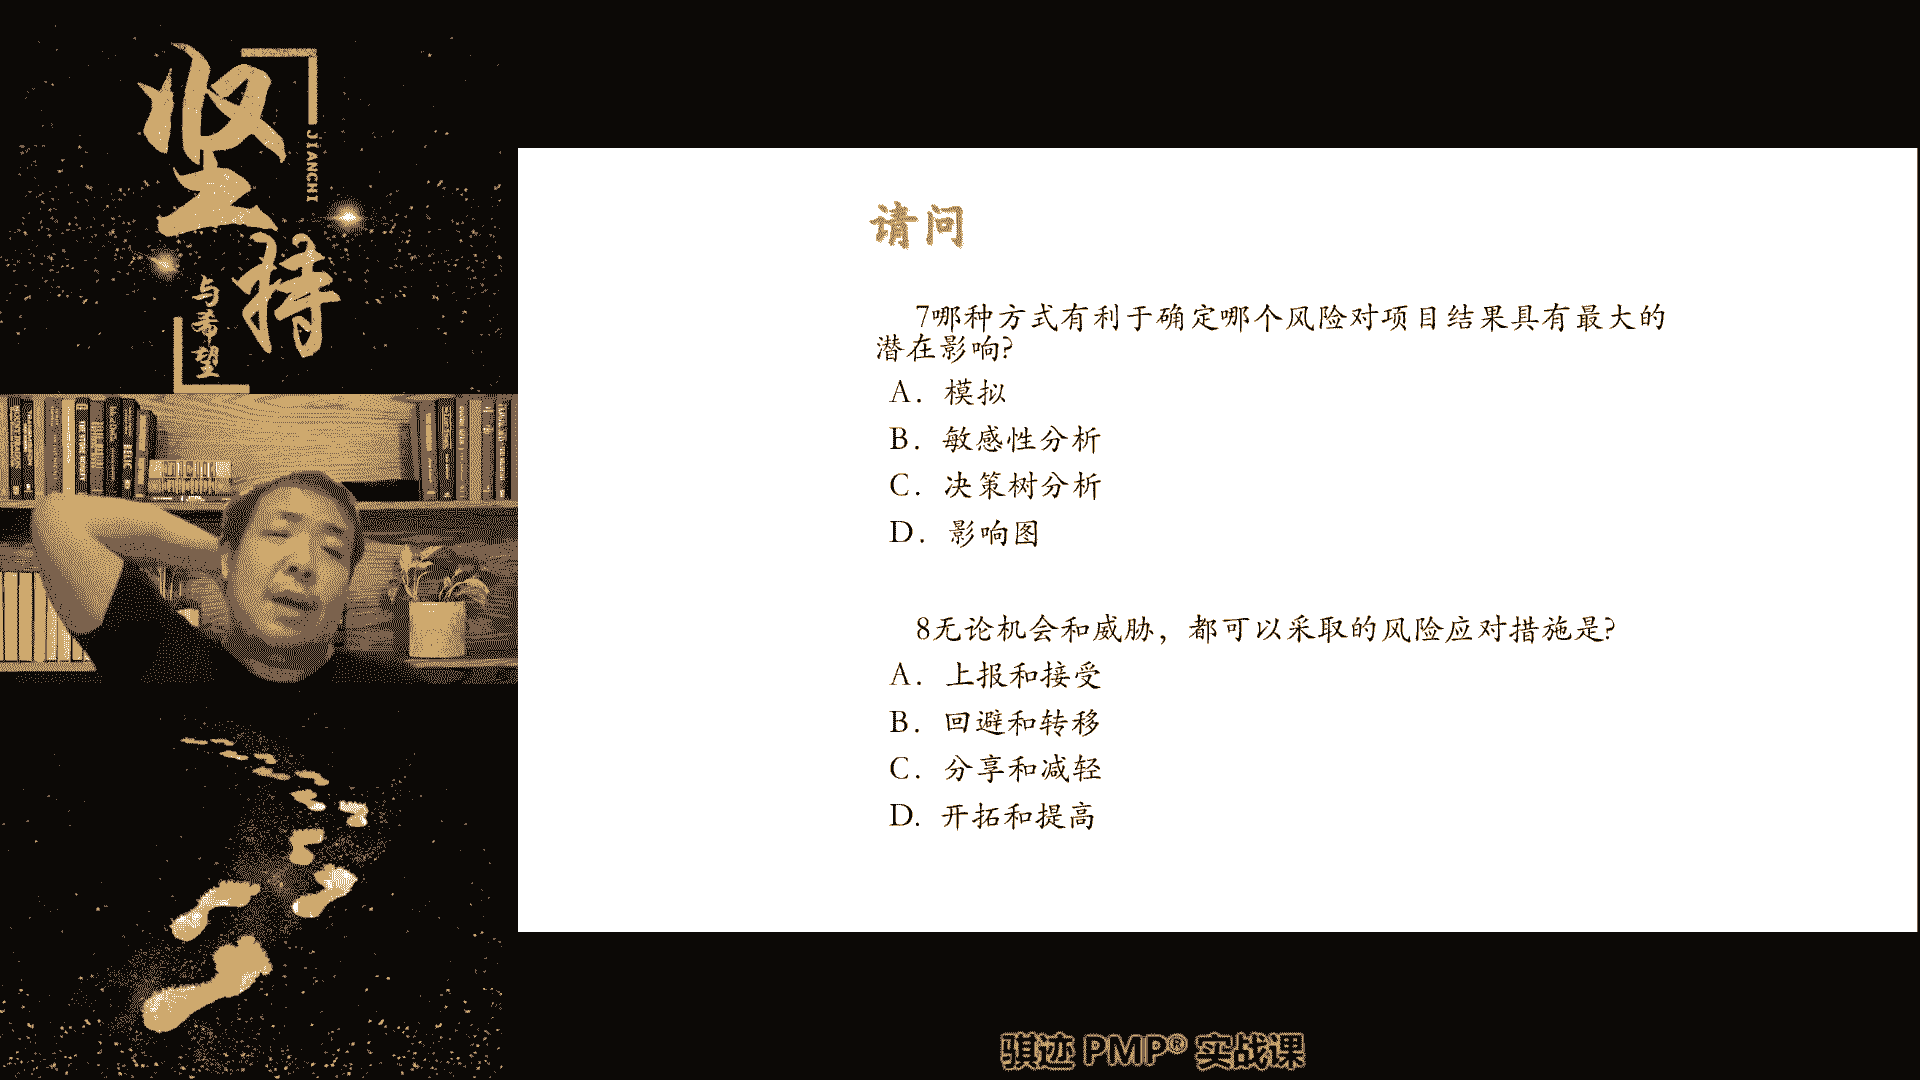 坚持
JIANCHI
与希望
请问
7哪种方式有利于确定哪个风险对项目结果具有最大的
潜在影响?
A. 模拟
B. 敏感性分析
C. 决策树分析
D. 影响图
8无论机会和威胁，都可以采取的风险应对措施是?
A. 上报和接受
B. 回避和转移
C. 分享和减轻
D. 开拓和提高
骐迹 PMP® 实战课